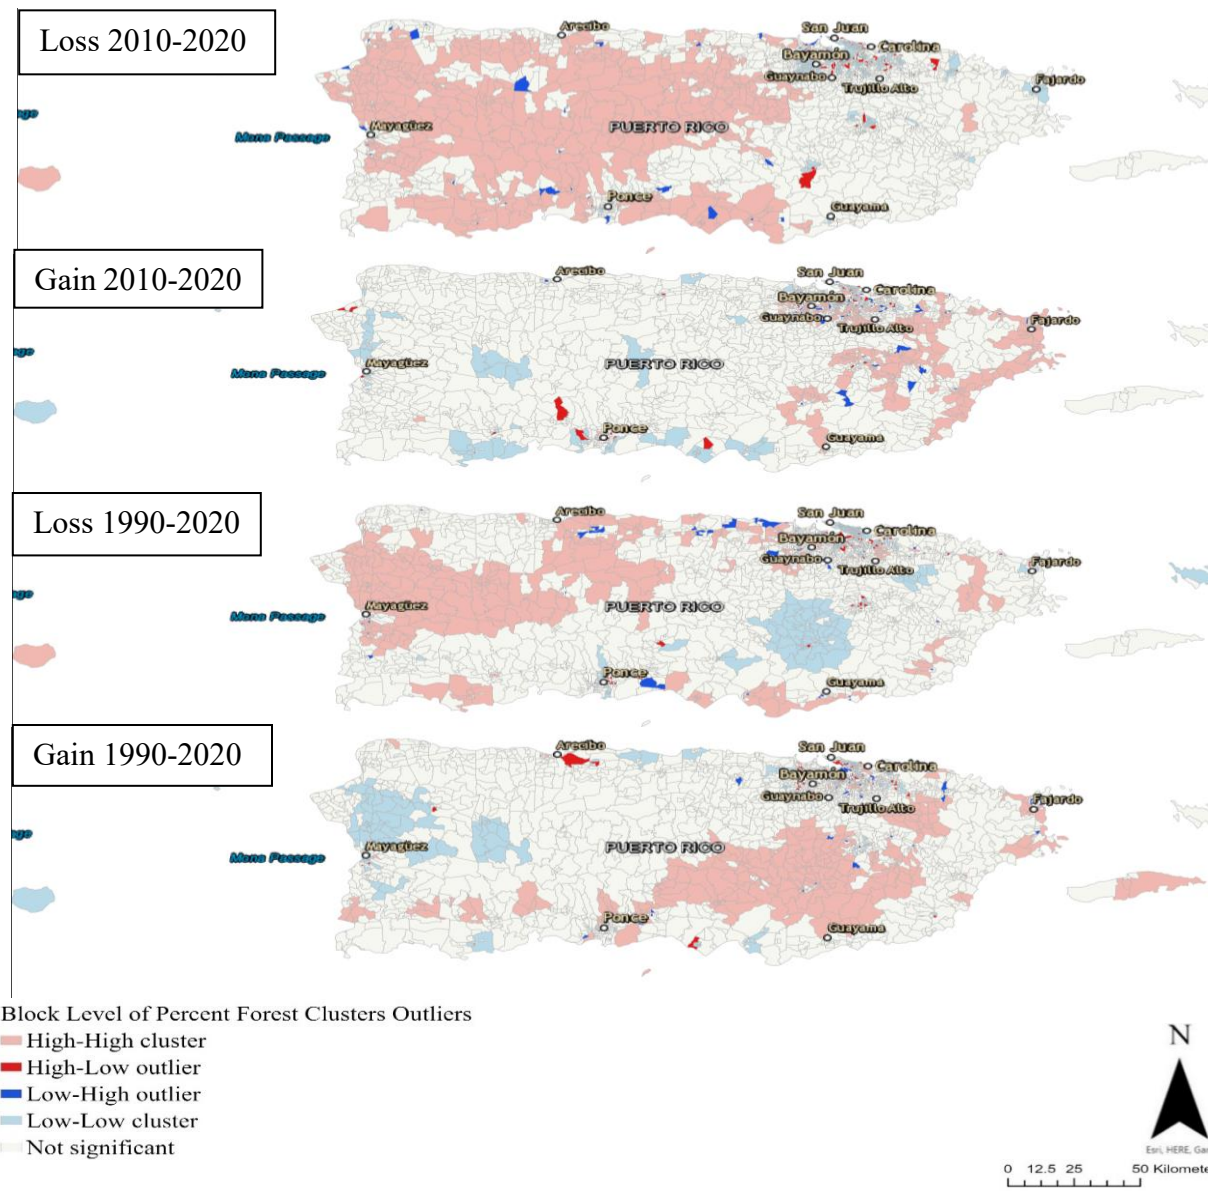 Loss 2010-2020
Arecibo
San Juan
Carolina
Bayamón
Guaynabo
Trujillo Alto
Fajardo
Mona Passage
Mayagüez
PUERTO RICO
Ponce
Guayama
Gain 2010-2020
Arecibo
San Juan
Carolina
Bayamón
Guaynabo
Trujillo Alto
Fajardo
Mona Passage
Mayagüez
PUERTO RICO
Ponce
Guayama
Loss 1990-2020
Arecibo
San Juan
Carolina
Bayamón
Guaynabo
Trujillo Alto
Fajardo
Mona Passage
Mayagüez
PUERTO RICO
Ponce
Guayama
Gain 1990-2020
Arecibo
San Juan
Carolina
Bayamón
Guaynabo
Trujillo Alto
Fajardo
Mona Passage
Mayagüez
PUERTO RICO
Ponce
Guayama
Block Level of Percent Forest Clusters Outliers
High-High cluster
High-Low outlier
Low-High outlier
Low-Low cluster
Not significant
N
Esri, HERE, Gar
0 12.5 25 50 Kilomete